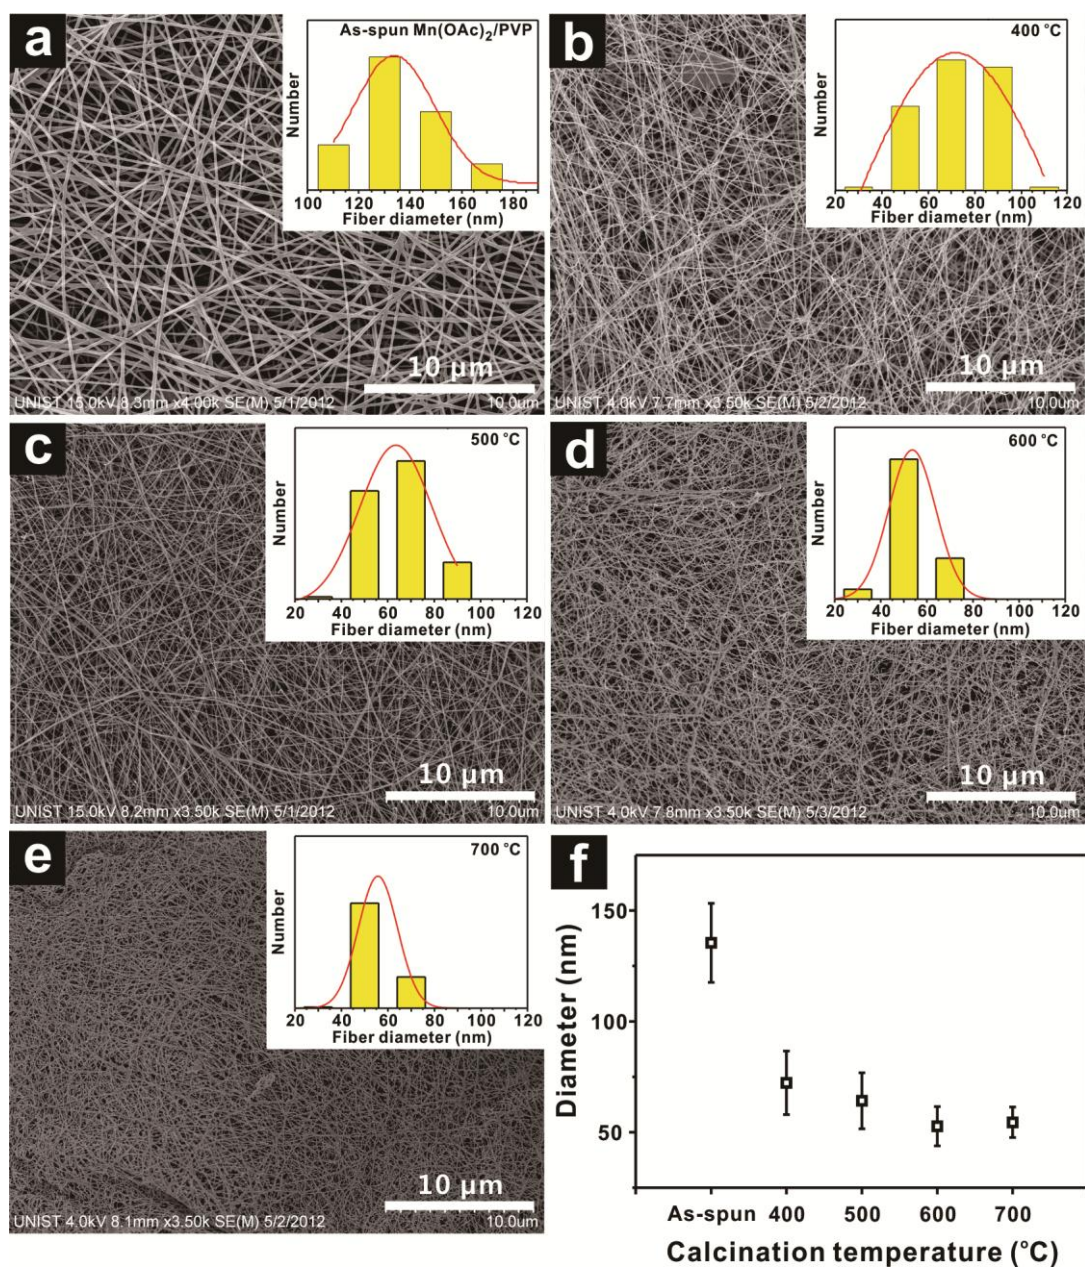 a
As-spun Mn(OAc)2/PVP
Number
100 120 140 160 180
Fiber diameter (nm)
10 µm
UNIST 15.0kV 8.3mm x4.00k SE(M) 5/1/2012
10.0um
b
400 °C
Number
20 40 60 80 100 120
Fiber diameter (nm)
10 µm
UNIST 4.0kV 7.7mm x3.50k SE(M) 5/2/2012
10.0um
c
500 °C
Number
20 40 60 80 100 120
Fiber diameter (nm)
10 µm
UNIST 15.0kV 8.2mm x3.50k SE(M) 5/1/2012
10.0um
d
600 °C
Number
20 40 60 80 100 120
Fiber diameter (nm)
10 µm
UNIST 4.0kV 7.8mm x3.50k SE(M) 5/3/2012
10.0um
e
700 °C
Number
20 40 60 80 100 120
Fiber diameter (nm)
10 µm
UNIST 4.0kV 8.1mm x3.50k SE(M) 5/2/2012
10.0um
f
Diameter (nm)
150
100
50
As-spun 400 500 600 700
Calcination temperature (°C)